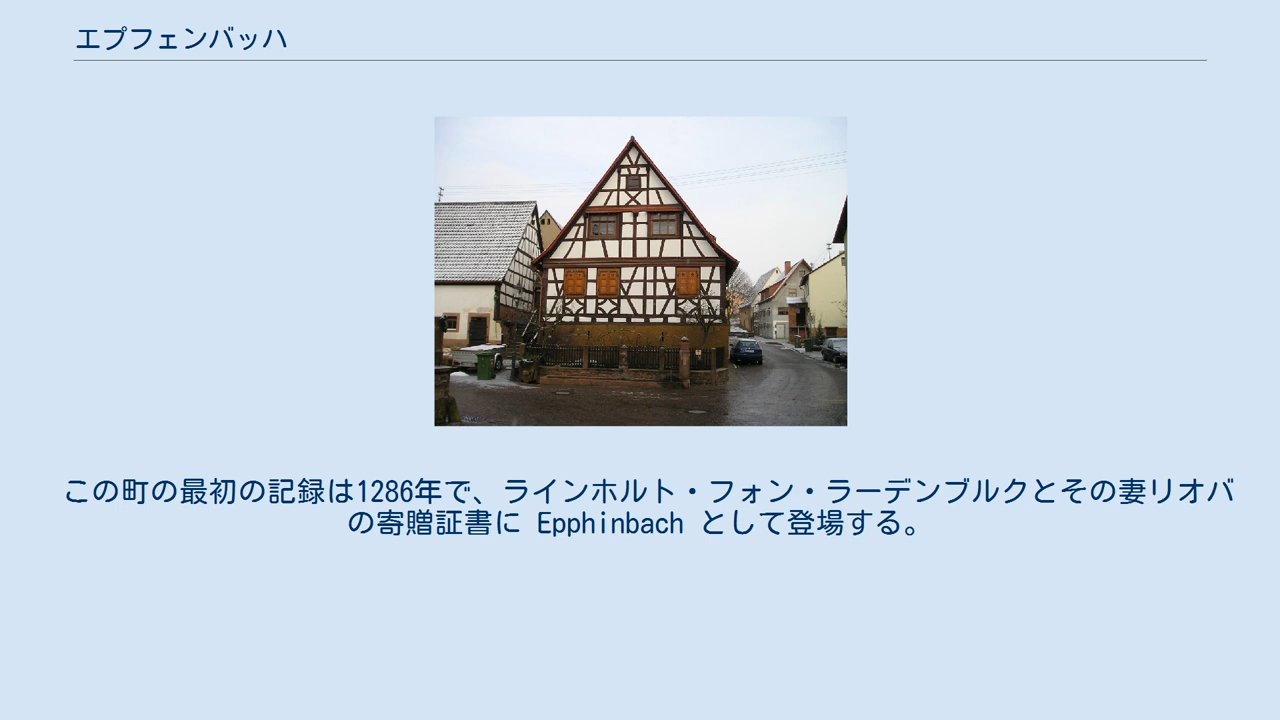 エプフェンバッハ
この町の最初の記録は1286年で、ラインホルト・フォン・ラーデンブルクとその妻リオバ
の寄贈証書に Epphinbach として登場する。